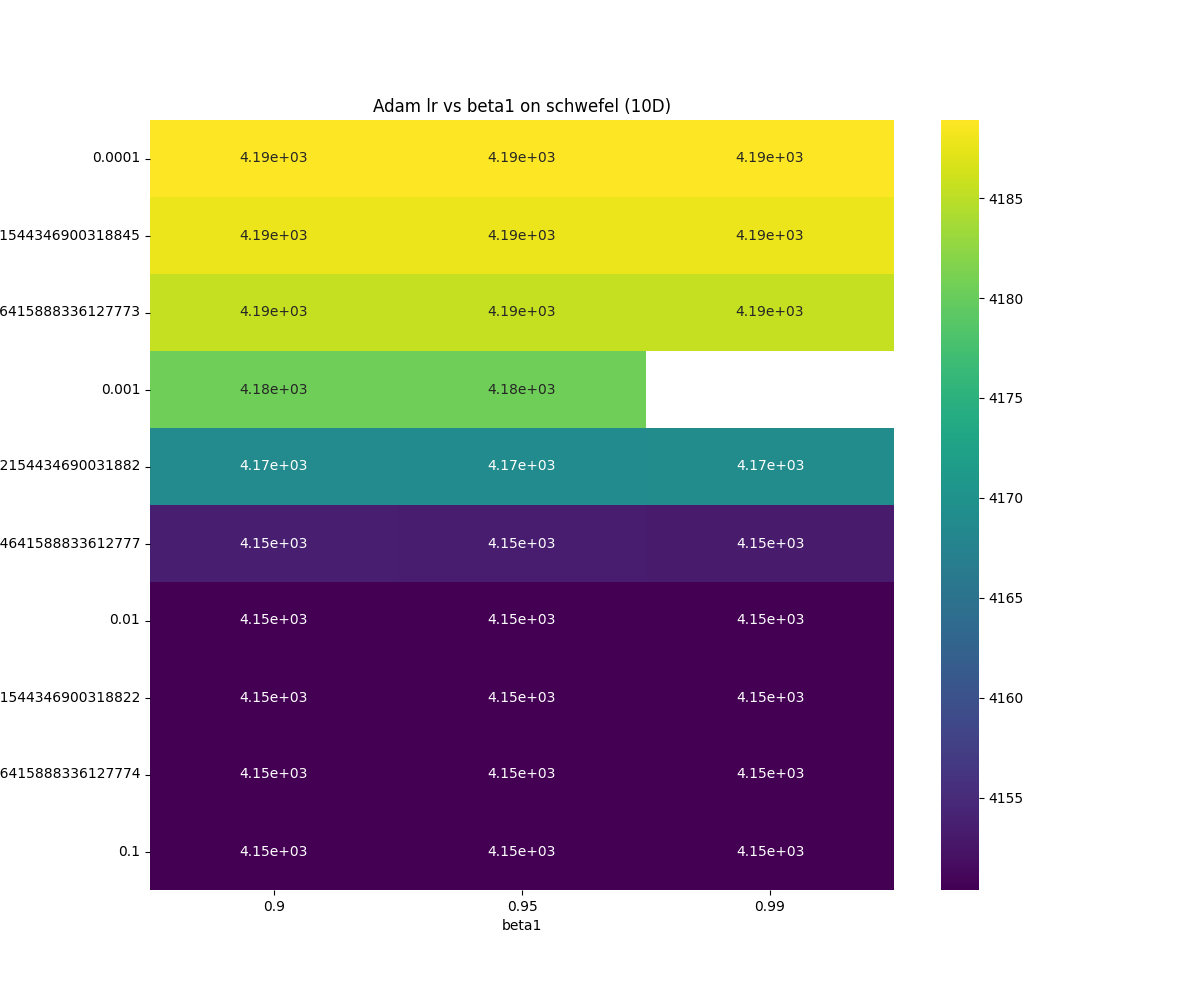 Adam lr vs beta1 on schwefel (10D)
0.0001 4.19e+03 4.19e+03 4.19e+03
1544346900318845 4.19e+03 4.19e+03 4.19e+03
6415888336127773 4.19e+03 4.19e+03 4.19e+03
0.001 4.18e+03 4.18e+03
2154434690031882 4.17e+03 4.17e+03 4.17e+03
4641588833612777 4.15e+03 4.15e+03 4.15e+03
0.01 4.15e+03 4.15e+03 4.15e+03
1544346900318822 4.15e+03 4.15e+03 4.15e+03
6415888336127774 4.15e+03 4.15e+03 4.15e+03
0.1 4.15e+03 4.15e+03 4.15e+03
0.9 0.95 0.99
beta1
4185
4180
4175
4170
4165
4160
4155